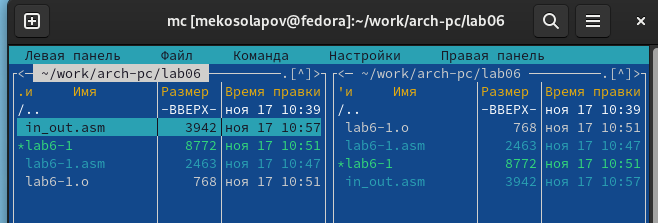 mc [mekosolapov@fedora]:~/work/arch-pc/lab06
Левая панель Файл Команда Настройки Правая панель
<— ~/work/arch-pc/lab06 —.[^]>
.и Имя Размер Время правки
/.. -ВВЕРХ- ноя 17 10:39
in_out.asm 3942 ноя 17 10:57
*lab6-1 8772 ноя 17 10:51
lab6-1.asm 2463 ноя 17 10:47
lab6-1.o 768 ноя 17 10:51
<— ~/work/arch-pc/lab06 —.[^]>
'и Имя Размер Время правки
/.. -ВВЕРХ- ноя 17 10:39
lab6-1.o 768 ноя 17 10:51
lab6-1.asm 2463 ноя 17 10:47
*lab6-1 8772 ноя 17 10:51
in_out.asm 3942 ноя 17 10:57